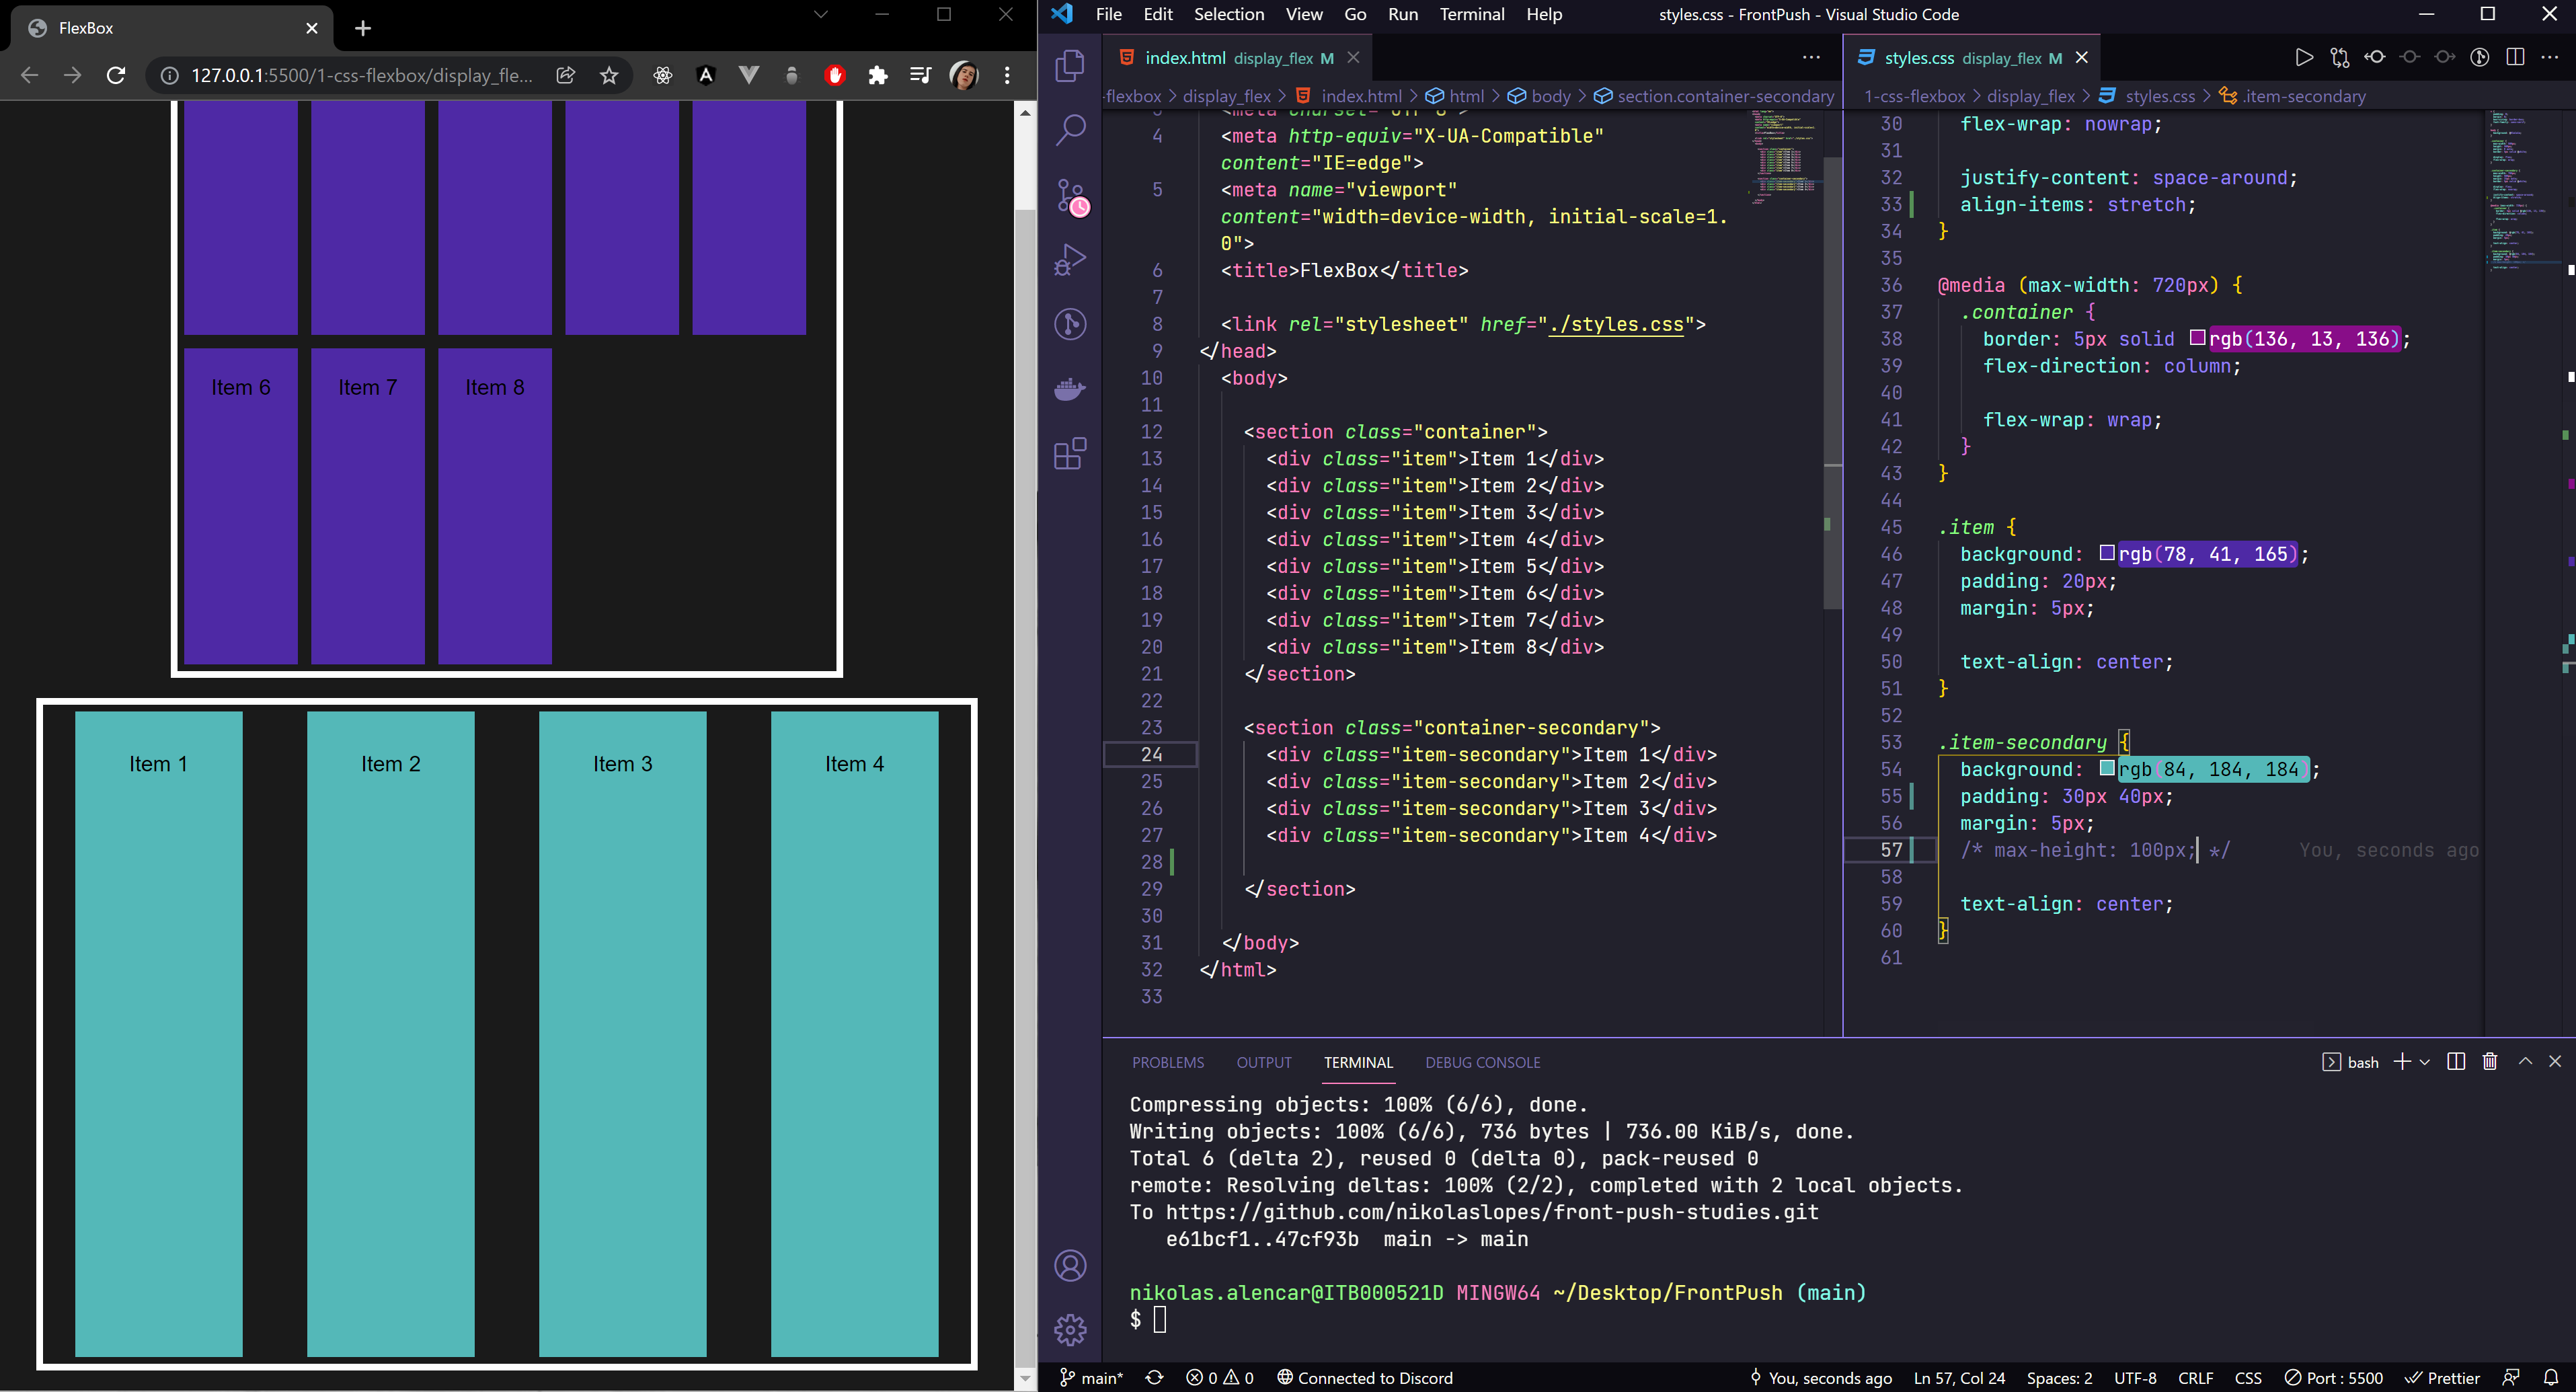 FlexBox
127.0.0.1:5500/1-css-flexbox/display_fle...
Item 6 Item 7 Item 8
Item 1 Item 2 Item 3 Item 4
File Edit Selection View Go Run Terminal Help
styles.css - FrontPush - Visual Studio Code
index.html display_flex M
-flexbox > display_flex > index.html > html > body > section.container-secondary
4 <meta http-equiv="X-UA-Compatible"
content="IE=edge">
5 <meta name="viewport"
content="width=device-width, initial-scale=1.
0">
6 <title>FlexBox</title>
7
8 <link rel="stylesheet" href="./styles.css">
9 </head>
10 <body>
11
12 <section class="container">
13 <div class="item">Item 1</div>
14 <div class="item">Item 2</div>
15 <div class="item">Item 3</div>
16 <div class="item">Item 4</div>
17 <div class="item">Item 5</div>
18 <div class="item">Item 6</div>
19 <div class="item">Item 7</div>
20 <div class="item">Item 8</div>
21 </section>
22
23 <section class="container-secondary">
24 <div class="item-secondary">Item 1</div>
25 <div class="item-secondary">Item 2</div>
26 <div class="item-secondary">Item 3</div>
27 <div class="item-secondary">Item 4</div>
28
29 </section>
30
31 </body>
32 </html>
33
styles.css display_flex M
1-css-flexbox > display_flex > styles.css > .item-secondary
30 flex-wrap: nowrap;
31
32 justify-content: space-around;
33 align-items: stretch;
34 }
35
36 @media (max-width: 720px) {
37 .container {
38 border: 5px solid rgb(136, 13, 136);
39 flex-direction: column;
40
41 flex-wrap: wrap;
42 }
43 }
44
45 .item {
46 background: rgb(78, 41, 165);
47 padding: 20px;
48 margin: 5px;
49
50 text-align: center;
51 }
52
53 .item-secondary {
54 background: rgb(84, 184, 184);
55 padding: 30px 40px;
56 margin: 5px;
57 /* max-height: 100px; */ You, seconds ago
58
59 text-align: center;
60 }
61
PROBLEMS OUTPUT TERMINAL DEBUG CONSOLE
bash
Compressing objects: 100% (6/6), done.
Writing objects: 100% (6/6), 736 bytes | 736.00 KiB/s, done.
Total 6 (delta 2), reused 0 (delta 0), pack-reused 0
remote: Resolving deltas: 100% (2/2), completed with 2 local objects.
To https://github.com/nikolaslopes/front-push-studies.git
e61bcf1..47cf93b main -> main
nikolas.alencar@ITB000521D MINGW64 ~/Desktop/FrontPush (main)
$
main* 0 0 Connected to Discord You, seconds ago Ln 57, Col 24 Spaces: 2 UTF-8 CRLF CSS Port : 5500 Prettier